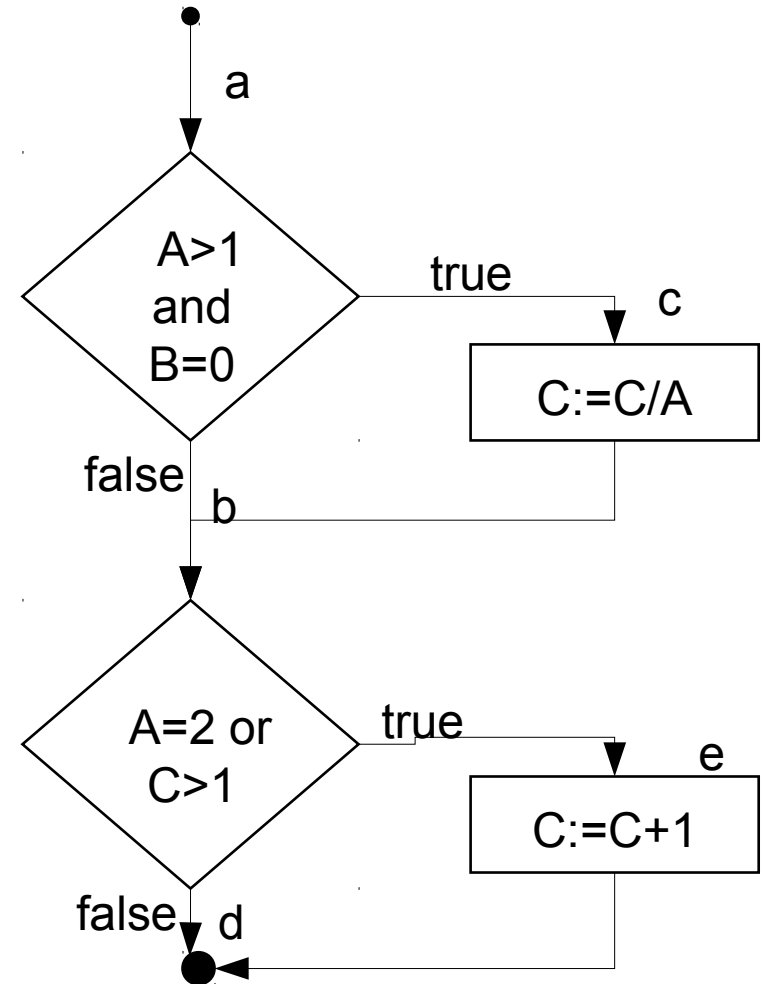 a
A>1
and
B=0
true
c
C:=C/A
false
b
A=2 or
C>1
true
e
C:=C+1
false
d